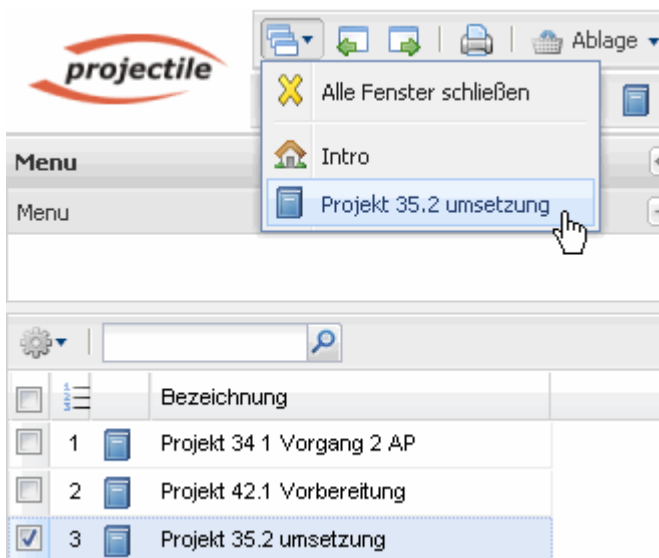 projectile
Ablage
Alle Fenster schließen
Intro
Projekt 35.2 umsetzung
Menu
Menu
Bezeichnung
1 Projekt 34 1 Vorgang 2 AP
2 Projekt 42.1 Vorbereitung
3 Projekt 35.2 umsetzung